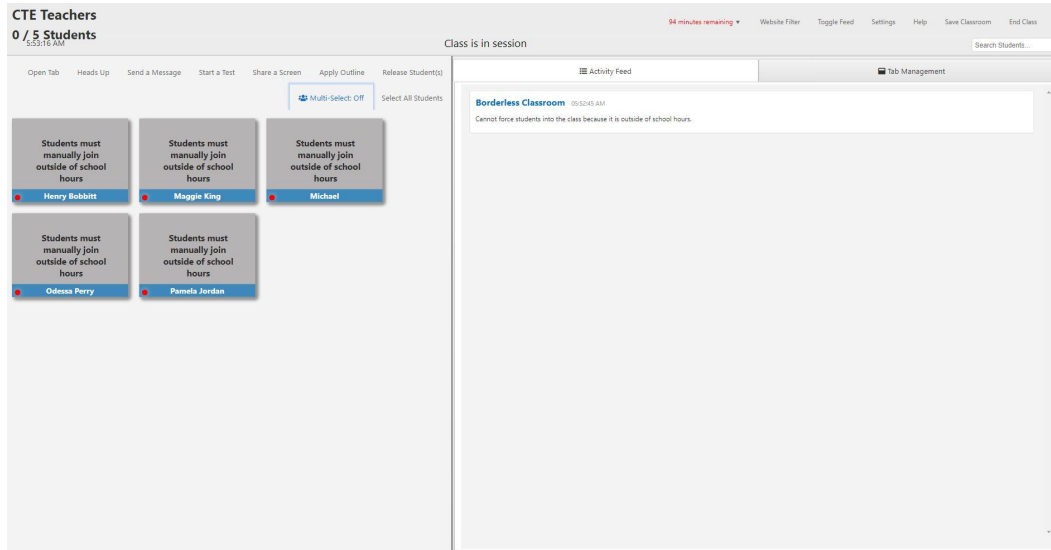 CTE Teachers
94 minutes remaining ▾ Website Filter Toggle Feed Settings Help Save Classroom End Class
0 / 5 Students
5:53:16 AM
Class is in session
Search Students...
Open Tab Heads Up Send a Message Start a Test Share a Screen Apply Outline Release Student(s)
Multi-Select: Off Select All Students
Students must
manually join
outside of school
hours
Henry Bobbitt
Students must
manually join
outside of school
hours
Maggie King
Students must
manually join
outside of school
hours
Michael
Students must
manually join
outside of school
hours
Odessa Perry
Students must
manually join
outside of school
hours
Pamela Jordan
Activity Feed
Tab Management
Borderless Classroom 05:52:45 AM
Cannot force students into the class because it is outside of school hours.